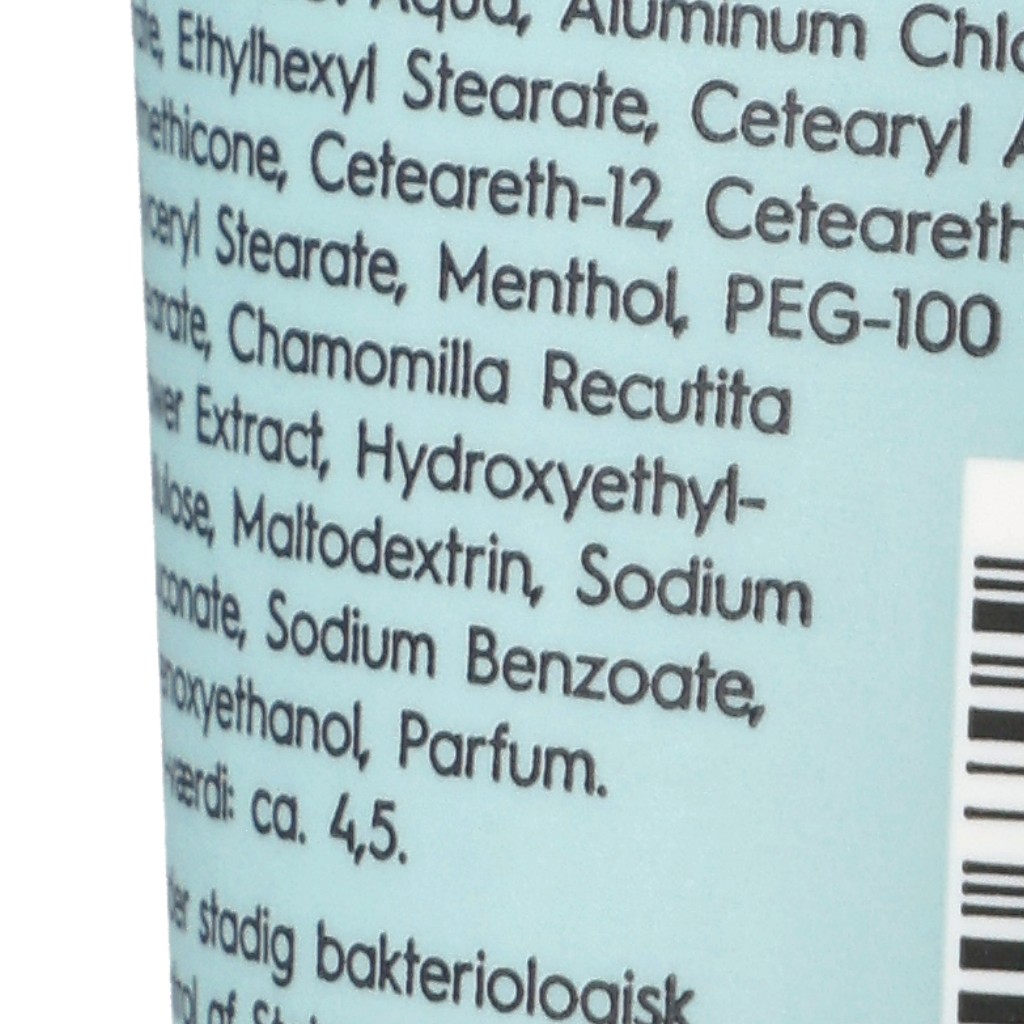 Aqua, Aluminum
Ethylhexyl Stearate, Cetearyl
Ceteareth-12, Ceteareth
Stearate, Menthol, PEG-100
Chamomilla Recutita
Extract, Hydroxyethyl-
Maltodextrin, Sodium
Sodium Benzoate,
Parfum.
ca. 4,5.
stadig bakteriologisk
af